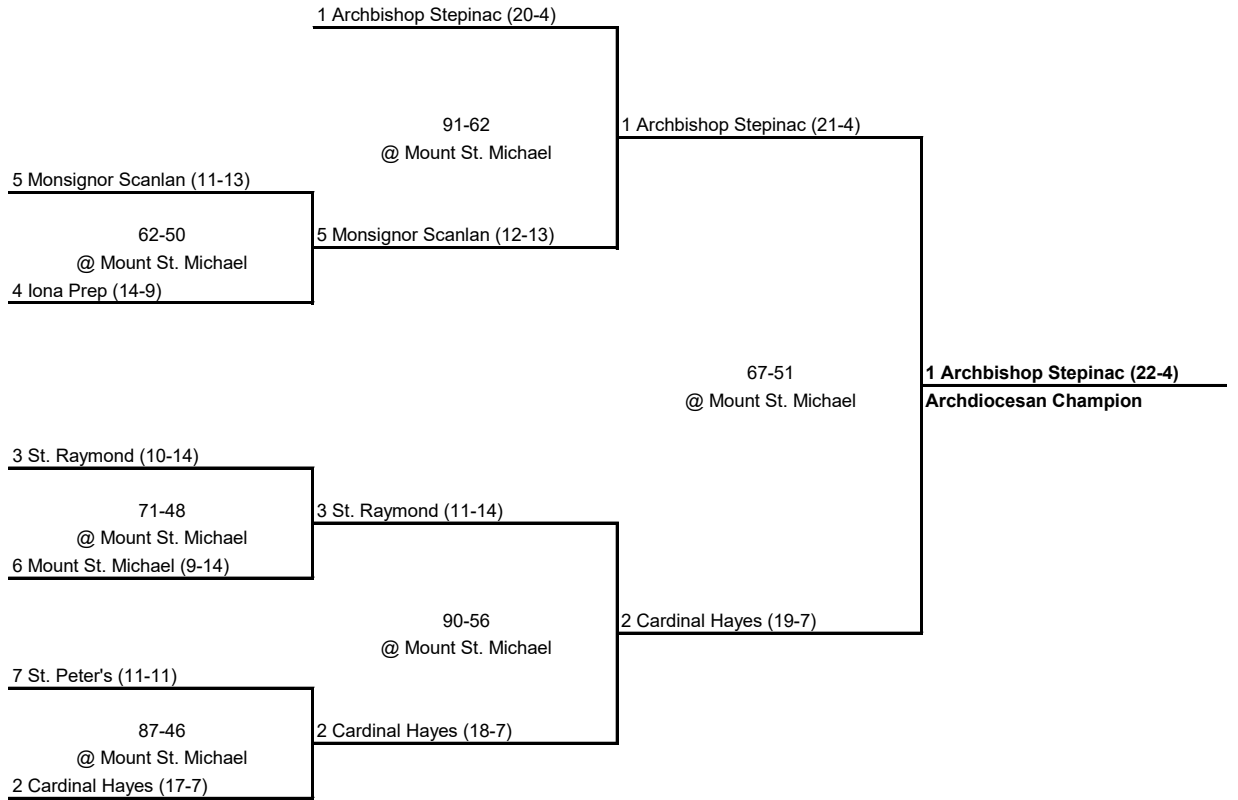 1 Archbishop Stepinac (20-4)
91-62
@ Mount St. Michael
1 Archbishop Stepinac (21-4)
5 Monsignor Scanlan (11-13)
62-50
@ Mount St. Michael
5 Monsignor Scanlan (12-13)
4 Iona Prep (14-9)
67-51
@ Mount St. Michael
1 Archbishop Stepinac (22-4)
Archdiocesan Champion
3 St. Raymond (10-14)
71-48
@ Mount St. Michael
3 St. Raymond (11-14)
6 Mount St. Michael (9-14)
90-56
@ Mount St. Michael
2 Cardinal Hayes (19-7)
7 St. Peter's (11-11)
87-46
@ Mount St. Michael
2 Cardinal Hayes (18-7)
2 Cardinal Hayes (17-7)